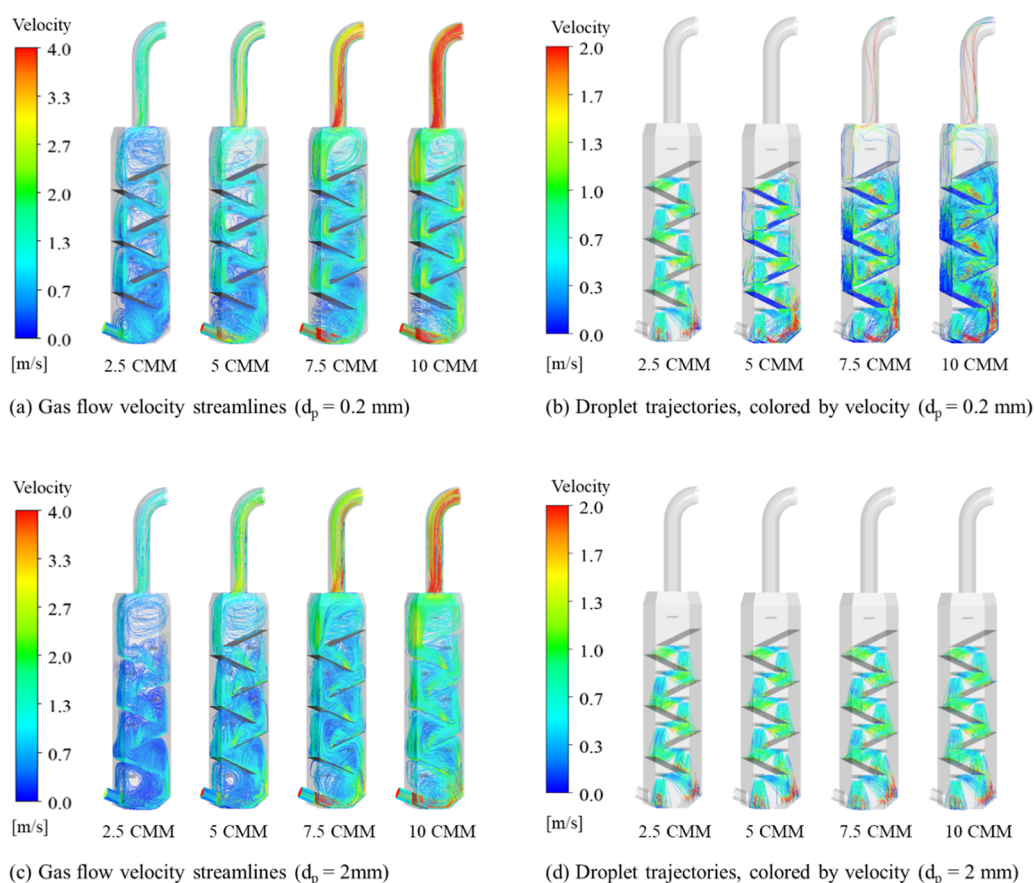 Velocity
4.0
3.3
2.7
2.0
1.3
0.7
0.0
[m/s]
2.5 CMM 5 CMM 7.5 CMM 10 CMM
(a) Gas flow velocity streamlines (dp = 0.2 mm)
Velocity
2.0
1.7
1.3
1.0
0.7
0.3
0.0
[m/s]
2.5 CMM 5 CMM 7.5 CMM 10 CMM
(b) Droplet trajectories, colored by velocity (dp = 0.2 mm)
Velocity
4.0
3.3
2.7
2.0
1.3
0.7
0.0
[m/s]
2.5 CMM 5 CMM 7.5 CMM 10 CMM
(c) Gas flow velocity streamlines (dp = 2mm)
Velocity
2.0
1.7
1.3
1.0
0.7
0.3
0.0
[m/s]
2.5 CMM 5 CMM 7.5 CMM 10 CMM
(d) Droplet trajectories, colored by velocity (dp = 2 mm)